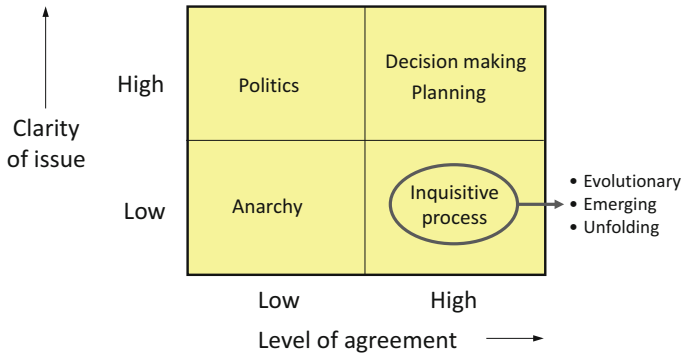 High
Clarity
of issue
Low
Politics
Decision making
Planning
Anarchy
Inquisitive
process
• Evolutionary
• Emerging
• Unfolding
Low
High
Level of agreement